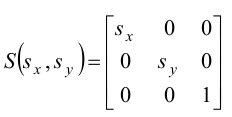 S(s_x, s_y) = [ s_x 0 0
0 s_y 0
0 0 1 ]